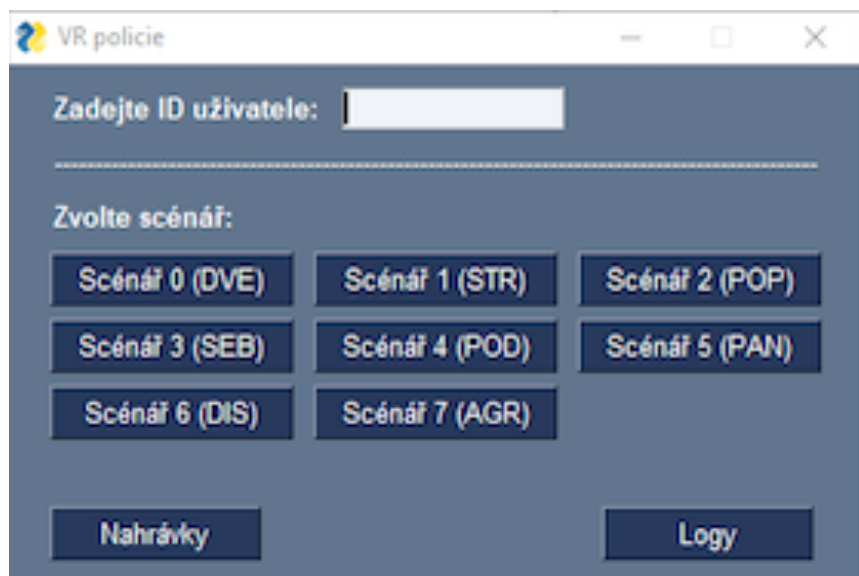 VR policie
Zadejte ID uživatele:
Zvolte scénář:
Scénář 0 (DVE) Scénář 1 (STR) Scénář 2 (POP)
Scénář 3 (SEB) Scénář 4 (POD) Scénář 5 (PAN)
Scénář 6 (DIS) Scénář 7 (AGR)
Nahrávky Logy